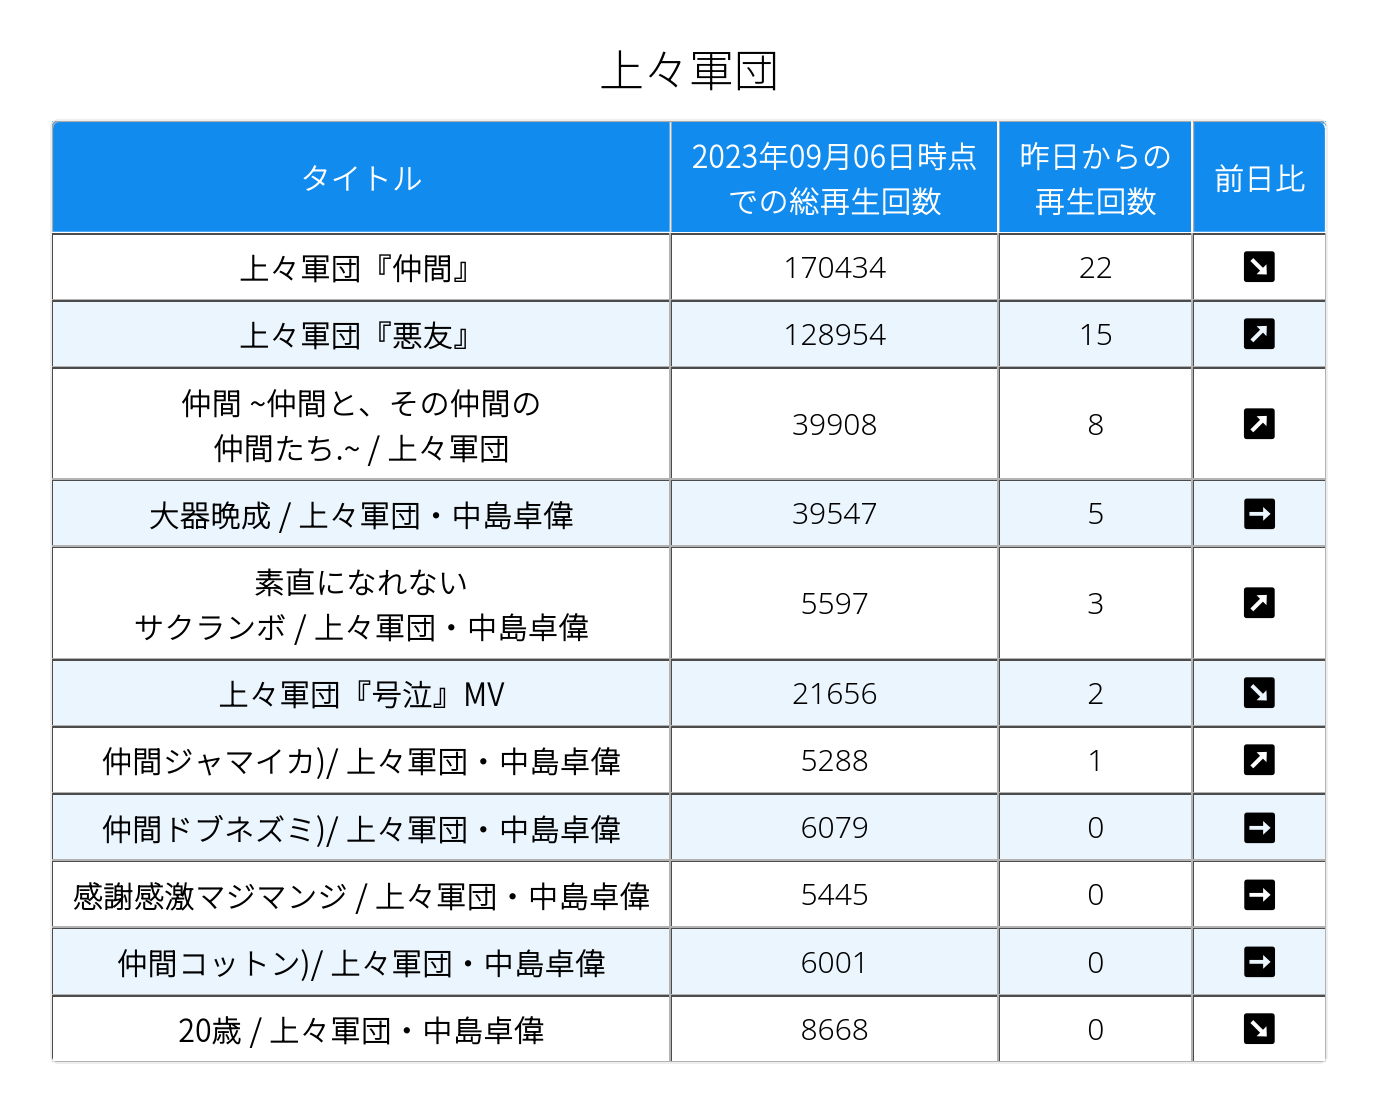 上々軍団
タイトル
2023年09月06日時点
での総再生回数
昨日からの
再生回数
前日比
上々軍団『仲間』 170434 22 ↘
上々軍団『悪友』 128954 15 ↗
仲間 ~仲間と、その仲間の
仲間たち.~ / 上々軍団 39908 8 ↗
大器晩成 / 上々軍団・中島卓偉 39547 5 →
素直になれない
サクランボ / 上々軍団・中島卓偉 5597 3 ↗
上々軍団『号泣』MV 21656 2 ↘
仲間ジャマイカ)/ 上々軍団・中島卓偉 5288 1 ↗
仲間ドブネズミ)/ 上々軍団・中島卓偉 6079 0 →
感謝感激マジマンジ / 上々軍団・中島卓偉 5445 0 →
仲間コットン)/ 上々軍団・中島卓偉 6001 0 →
20歳 / 上々軍団・中島卓偉 8668 0 ↘